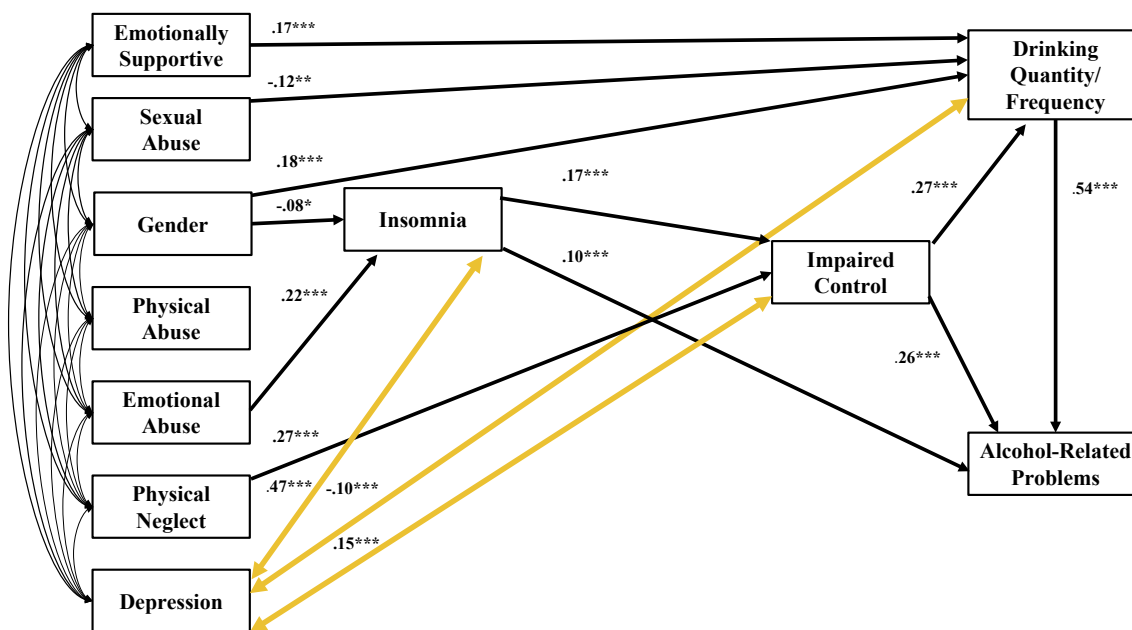 Emotionally
Supportive
.17***
Drinking
Quantity/
Frequency
-.12**
Sexual
Abuse
.18***
.17***
.27***
.54***
Gender
-.08*
Insomnia
.10***
Impaired
Control
Physical
Abuse
.22***
.26***
Emotional
Abuse
.27***
Alcohol-Related
Problems
Physical
Neglect
.47***
-.10***
.15***
Depression